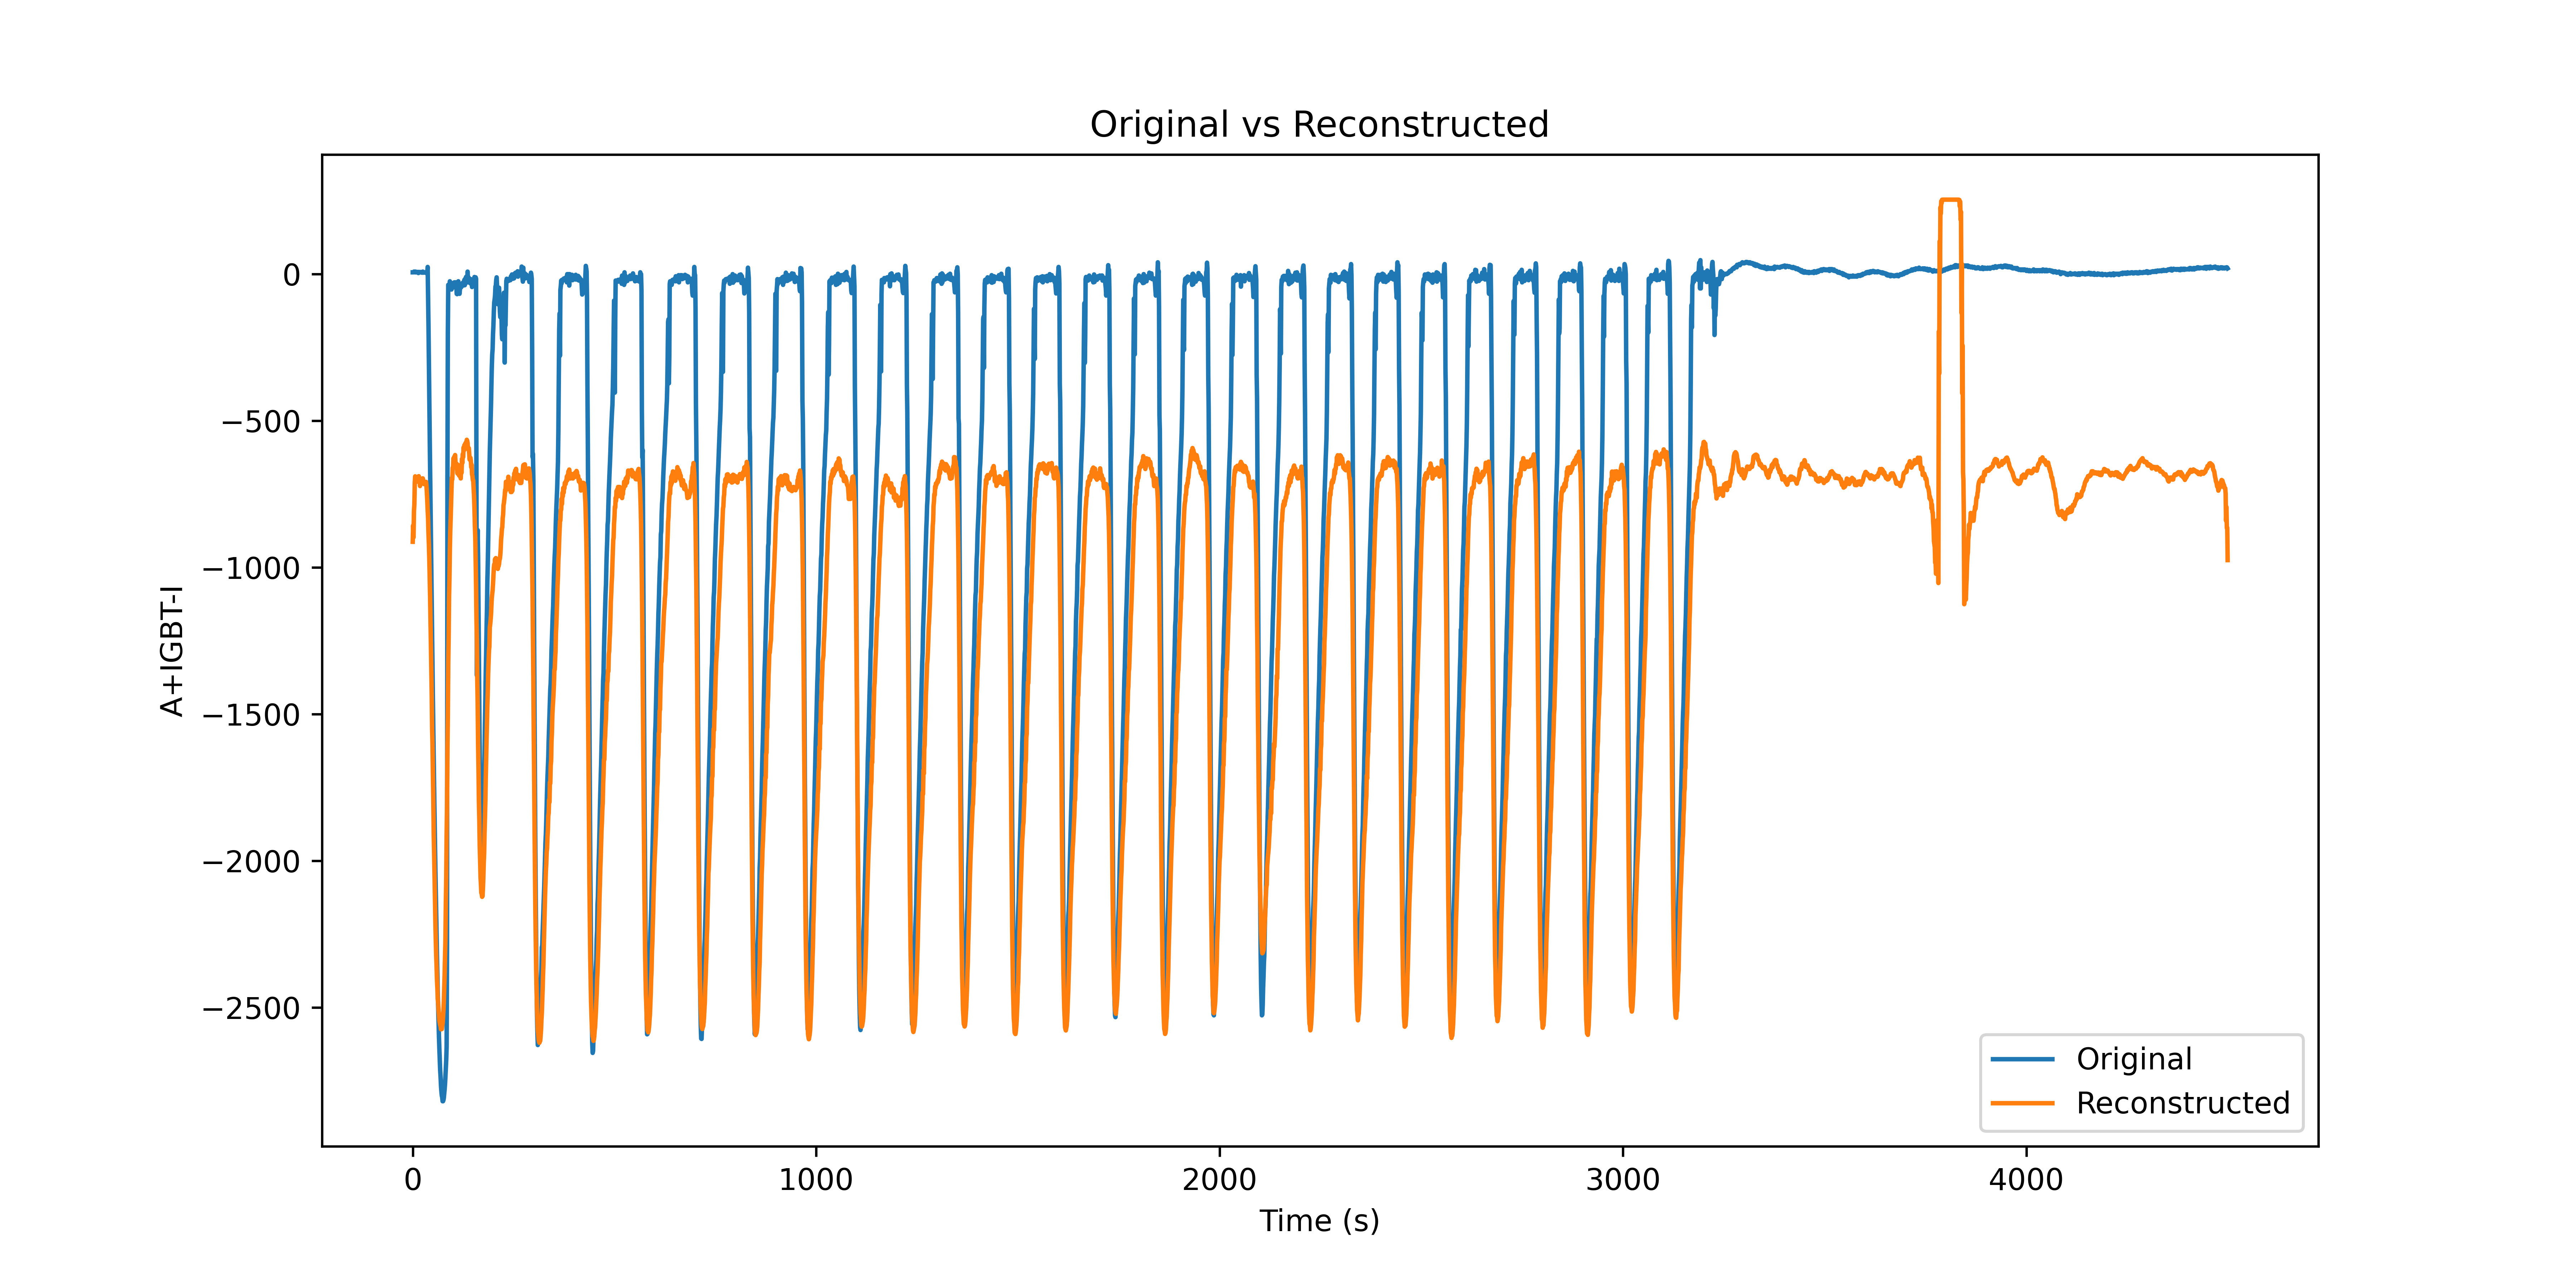 Original vs Reconstructed
A+IGBT-I
0
−500
−1000
−1500
−2000
−2500
0
1000
2000
3000
4000
Time (s)
Original
Reconstructed